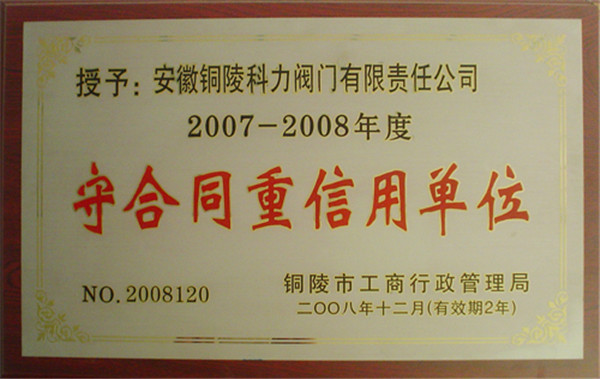 授予：安徽铜陵科力阀门有限责任公司
2007-2008年度
守合同重信用单位
铜陵市工商行政管理局
NO.2008120
二〇〇八年十二月(有效期2年)